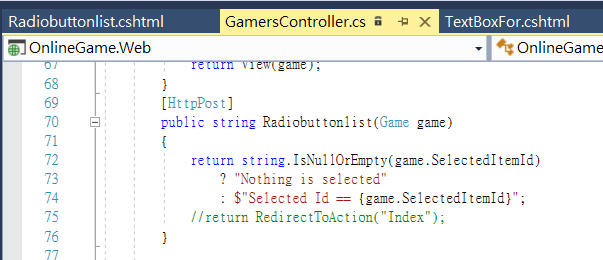 Radiobuttonlist.cshtml GamersController.cs TextBoxFor.cshtml
OnlineGame.Web OnlineGame
67 return View(game);
68 }
69 [HttpPost]
70 public string Radiobuttonlist(Game game)
71 {
72 return string.IsNullOrEmpty(game.SelectedItemId)
73 ? "Nothing is selected"
74 : $"Selected Id == {game.SelectedItemId}";
75 //return RedirectToAction("Index");
76 }
77